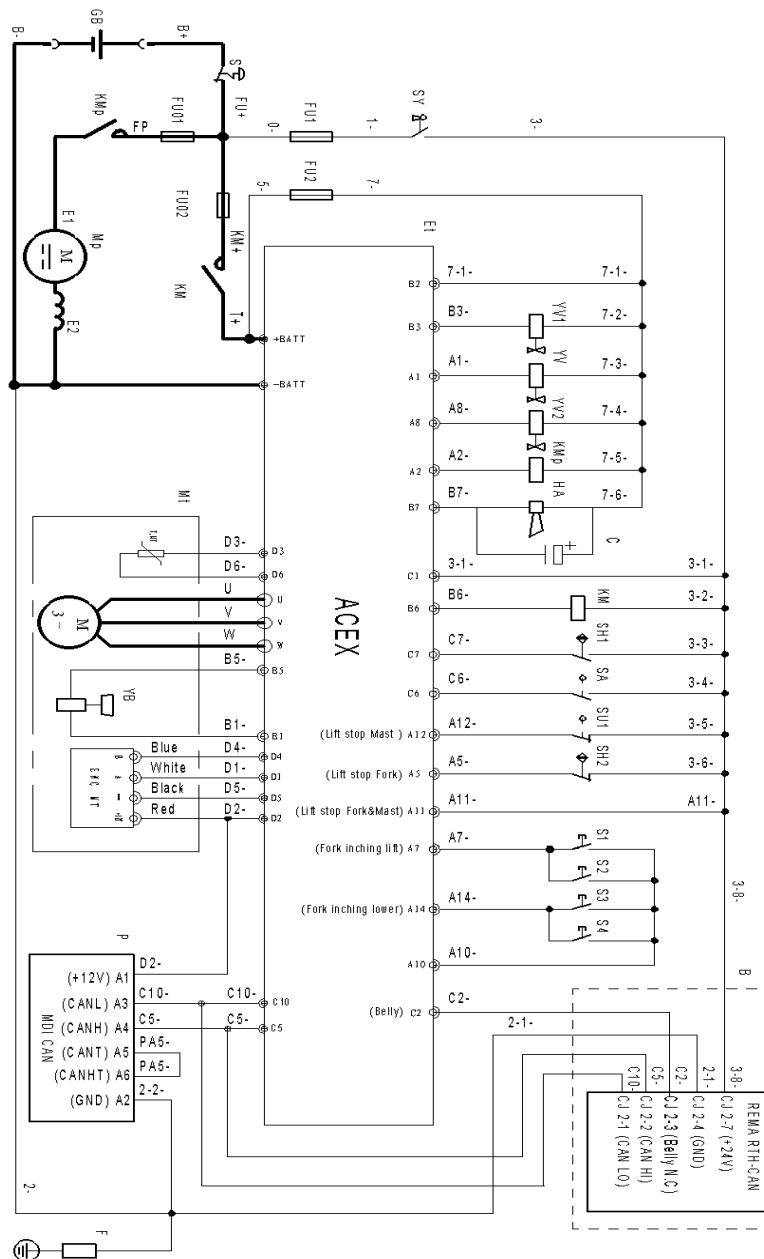 B-
GB
B+
S
FU+
KMp
FP
FU01
0-
FU1
1-
SY
3-
5-
FU2
7-
FU02
KM+
KM
T+
E1
Mp
M
E2
Et
+BATT
-BATT
ACEX
B2
7-1-
7-1-
B3
B3-
YV1
7-2-
A1
A1-
YV
7-3-
A8
A8-
YV2
7-4-
A2
A2-
KMp
7-5-
B7
B7-
HA
7-6-
C
+
C1
3-1-
3-1-
B6
B6-
KM
3-2-
C7
C7-
SH1
3-3-
C6
C6-
SA
3-4-
(Lift stop Mast ) A12
A12-
SU1
3-5-
(Lift stop Fork) A5
A5-
SH2
3-6-
(Lift stop Fork&Mast) A11
A11-
A11-
(Fork inching lift) A7
A7-
S1
S2
(Fork inching lower) A14
A14-
S3
S4
A10
A10-
3-8-
(Belly) C2
C2-
2-1-
Mt
D3-
D3
D6-
D6
U
U
V
V
W
W
M
3 ~
B5-
B5
YB
B1-
B1
Blue
D4-
D4
White
D1-
D1
Black
D5-
D5
Red
D2-
D2
P
MDI CAN
(+12V) A1
D2-
(CANL) A3
C10-
C10-
C10
(CANH) A4
C5-
C5-
C5
(CANT) A5
PA5-
(CANHT) A6
PA5-
(GND) A2
2-2-
2-
F
B
REMA RTH-CAN
3-8-
CJ 2-7 (+24V)
2-1-
CJ 2-4 (GND)
C2-
CJ 2-3 (Belly N.C)
C5-
CJ 2-2 (CAN HI)
C10-
CJ 2-1 (CAN LO)